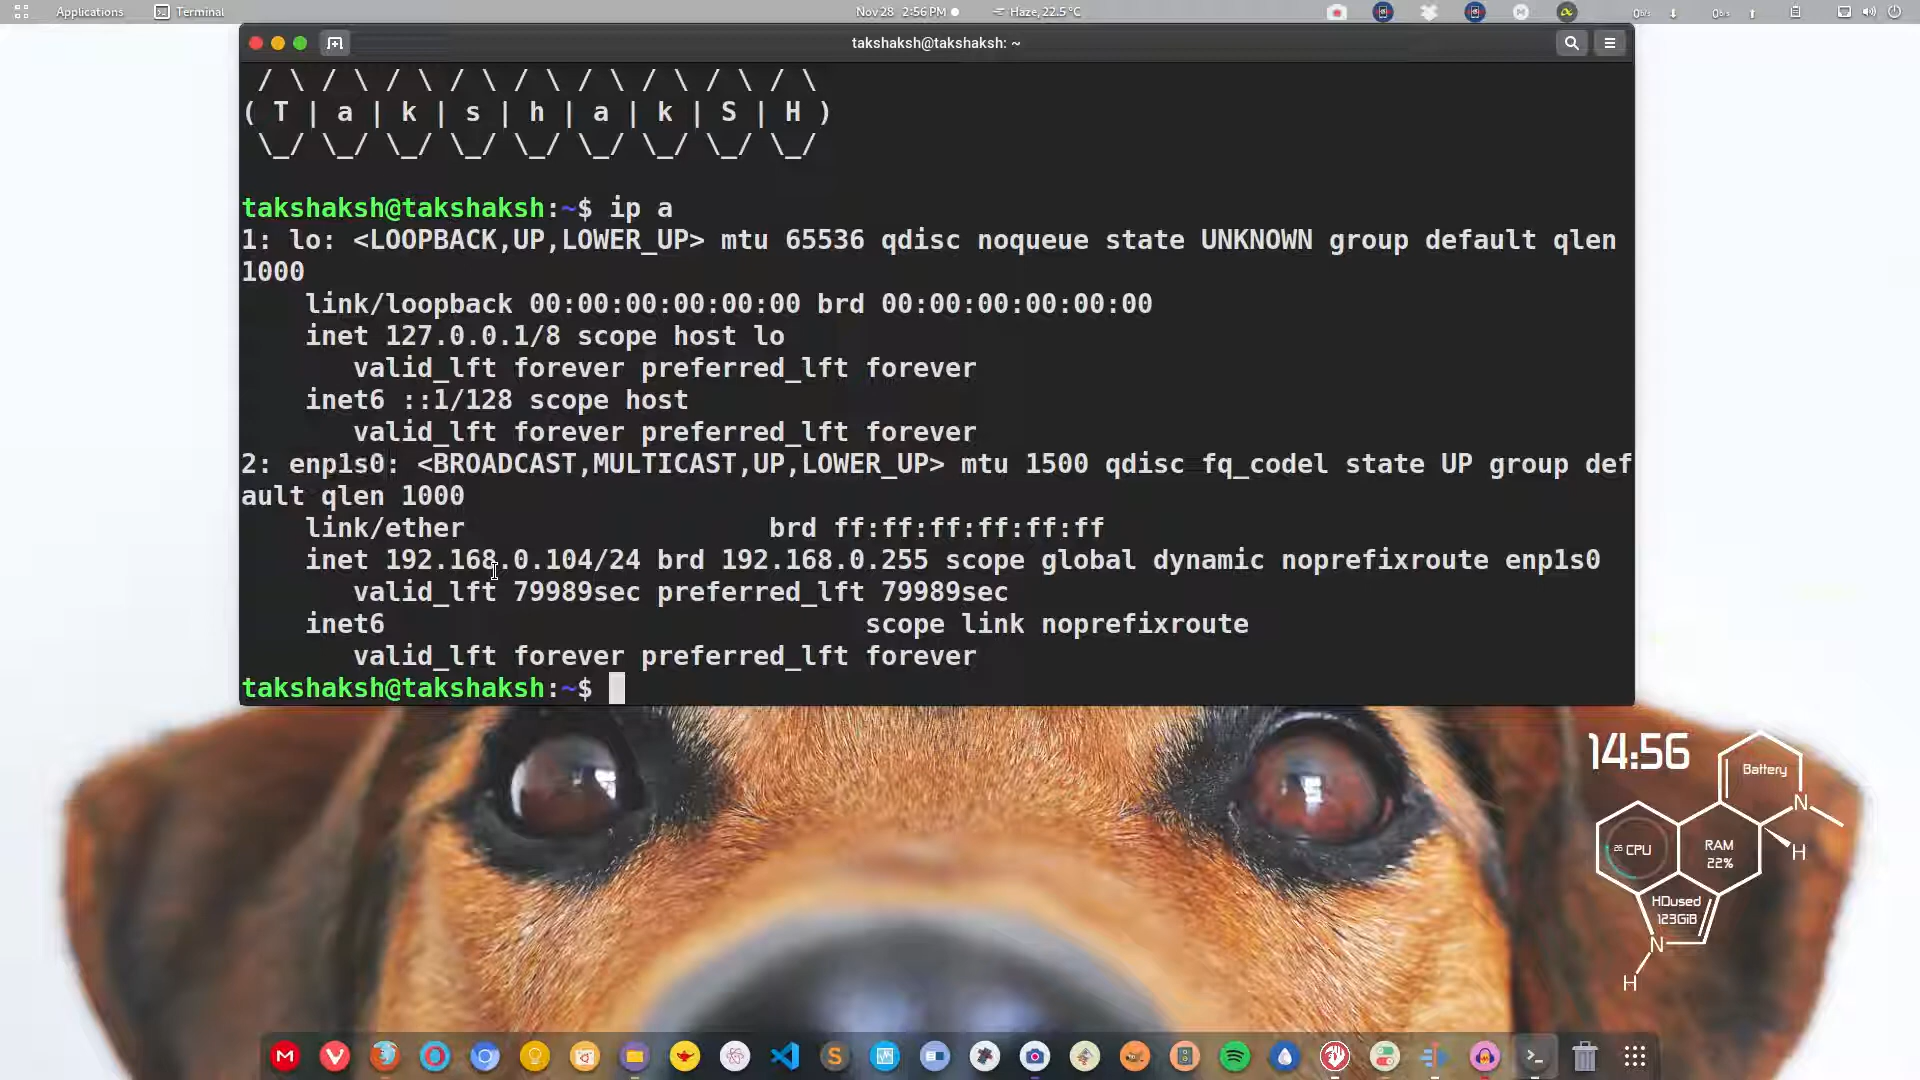 Applications Terminal Nov 28 2:56 PM Haze, 22.5 °C
takshaksh@takshaksh: ~
/ \ / \ / \ / \ / \ / \ / \ / \ / \
( T | a | k | s | h | a | k | S | H )
\_/ \_/ \_/ \_/ \_/ \_/ \_/ \_/ \_/
takshaksh@takshaksh:~$ ip a
1: lo: <LOOPBACK,UP,LOWER_UP> mtu 65536 qdisc noqueue state UNKNOWN group default qlen
1000
link/loopback 00:00:00:00:00:00 brd 00:00:00:00:00:00
inet 127.0.0.1/8 scope host lo
valid_lft forever preferred_lft forever
inet6 ::1/128 scope host
valid_lft forever preferred_lft forever
2: enp1s0: <BROADCAST,MULTICAST,UP,LOWER_UP> mtu 1500 qdisc fq_codel state UP group def
ault qlen 1000
link/ether brd ff:ff:ff:ff:ff:ff
inet 192.168.0.104/24 brd 192.168.0.255 scope global dynamic noprefixroute enp1s0
valid_lft 79989sec preferred_lft 79989sec
inet6 scope link noprefixroute
valid_lft forever preferred_lft forever
takshaksh@takshaksh:~$
14:56
Battery
N
CPU
RAM
22%
H
HDused
123GiB
N
H